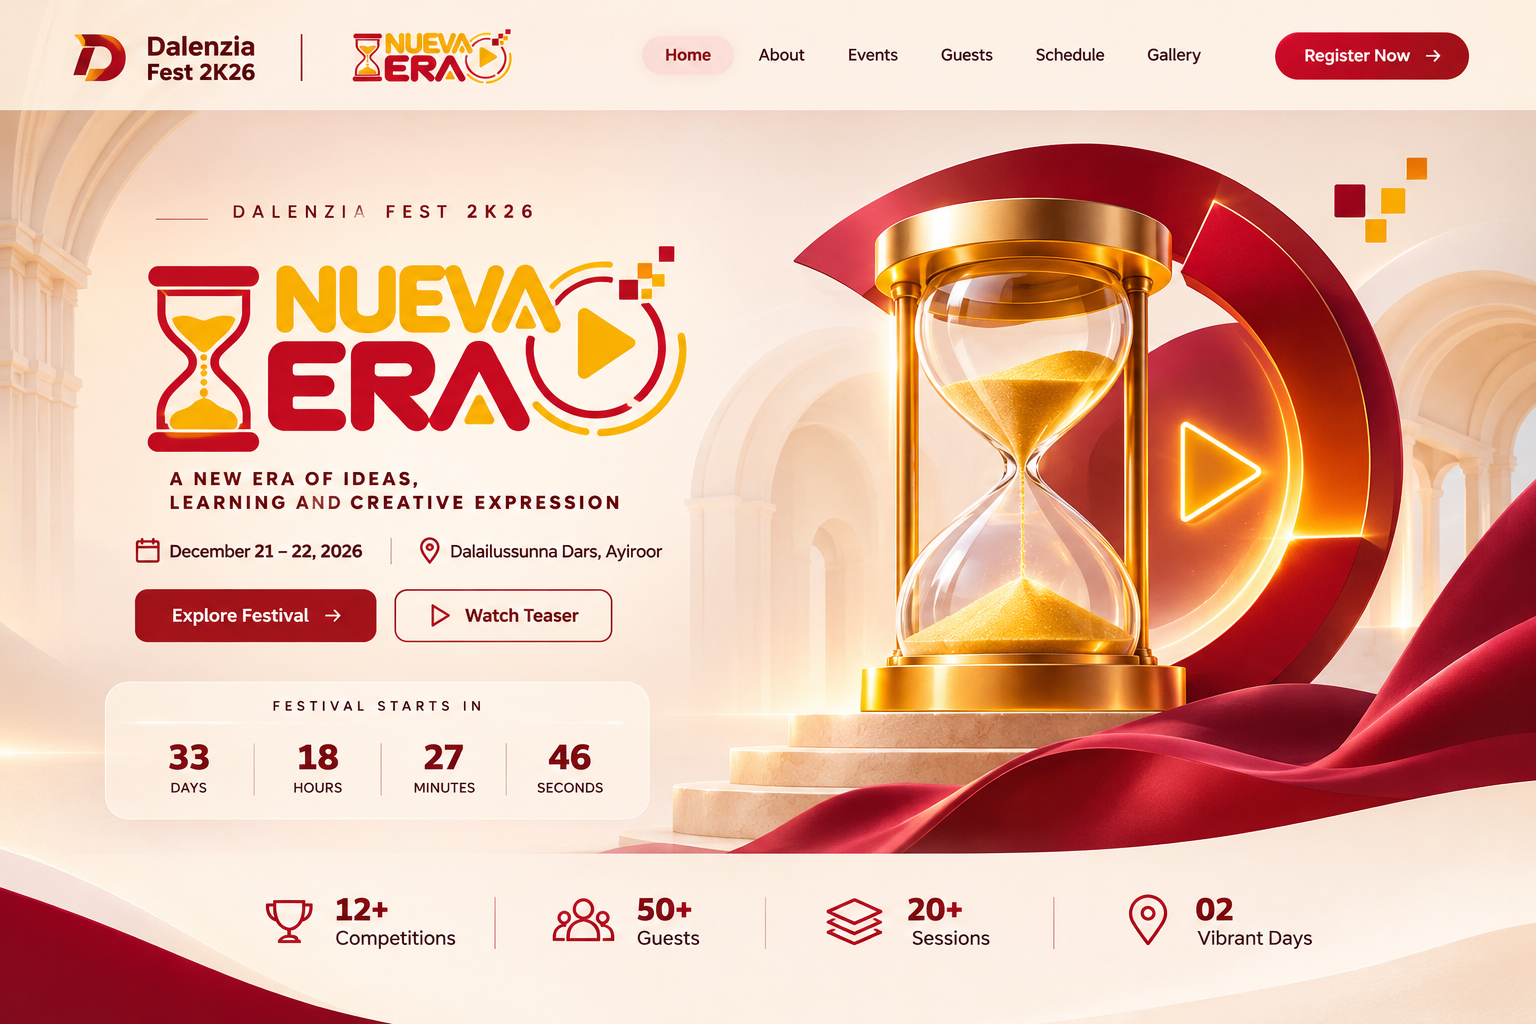 Dalenzia
Fest 2K26
NUEVA
ERA
Home
About
Events
Guests
Schedule
Gallery
Register Now
DALENZIA FEST 2K26
NUEVA
ERA
A NEW ERA OF IDEAS,
LEARNING AND CREATIVE EXPRESSION
December 21 – 22, 2026
Dalailussunna Dars, Ayiroor
Explore Festival
Watch Teaser
FESTIVAL STARTS IN
33
DAYS
18
HOURS
27
MINUTES
46
SECONDS
12+
Competitions
50+
Guests
20+
Sessions
02
Vibrant Days